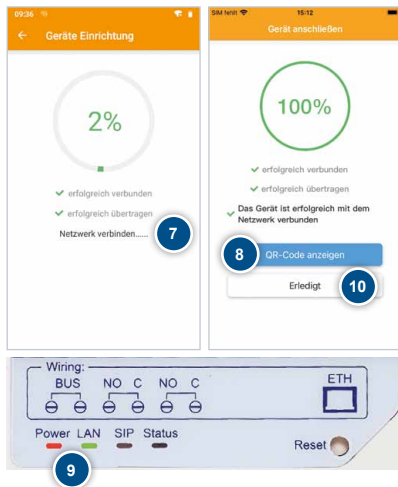 09:36
Geräte Einrichtung
2%
erfolgreich verbunden
erfolgreich übertragen
Netzwerk verbinden......
7
SIM fehlt 15:12
Gerät anschließen
100%
erfolgreich verbunden
erfolgreich übertragen
Das Gerät ist erfolgreich mit dem
Netzwerk verbunden
8
QR-Code anzeigen
Erledigt
10
Wiring:
BUS NO C NO C
ETH
Power LAN SIP Status
Reset
9